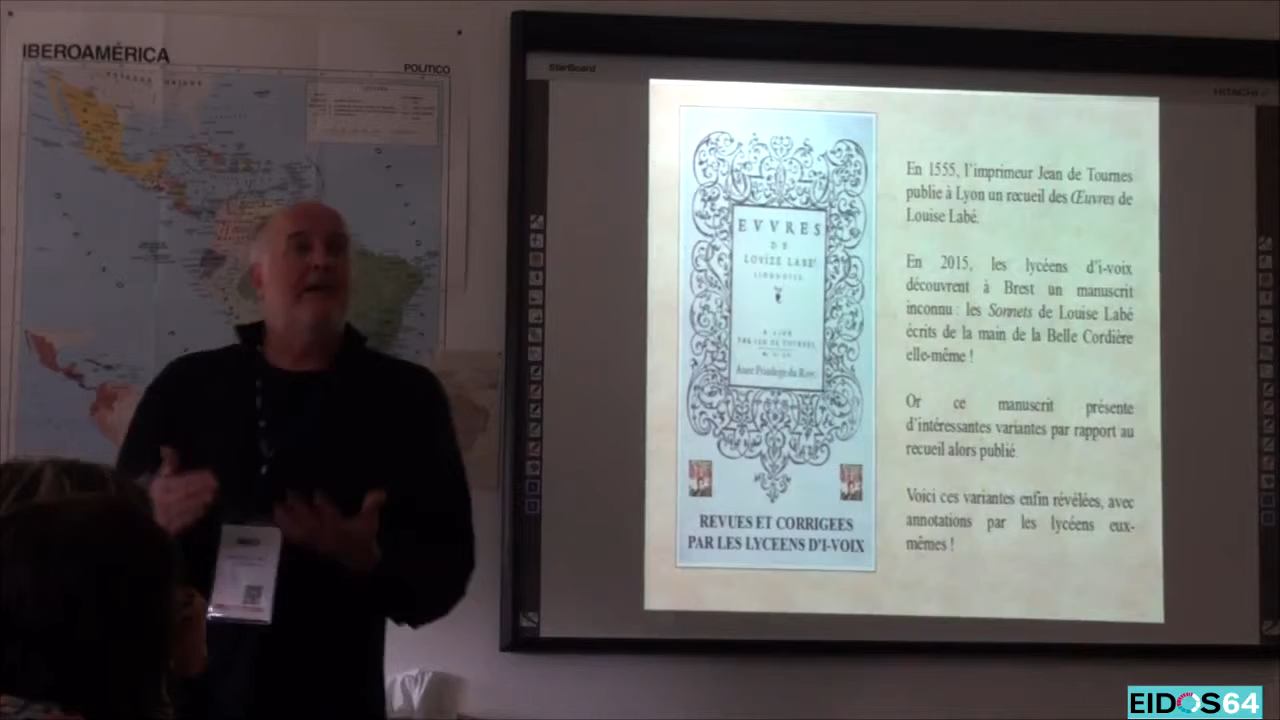 IBEROAMÉRICA
POLITICO
StarBoard
HITACHI
EVVRES
DE
LOVIZE LABE'
LIONNOIZE.
A LION
PAR IAN DE TOVRNES.
Auec Priuilege du Roy.
REVUES ET CORRIGEES
PAR LES LYCEENS D'I-VOIX
En 1555, l'imprimeur Jean de Tournes
publie à Lyon un recueil des Œuvres de
Louise Labé.
En 2015, les lycéens d'i-voix
découvrent à Brest un manuscrit
inconnu : les Sonnets de Louise Labé
écrits de la main de la Belle Cordière
elle-même !
Or ce manuscrit présente
d'intéressantes variantes par rapport au
recueil alors publié.
Voici ces variantes enfin révélées, avec
annotations par les lycéens eux-
mêmes !
EIDOS64